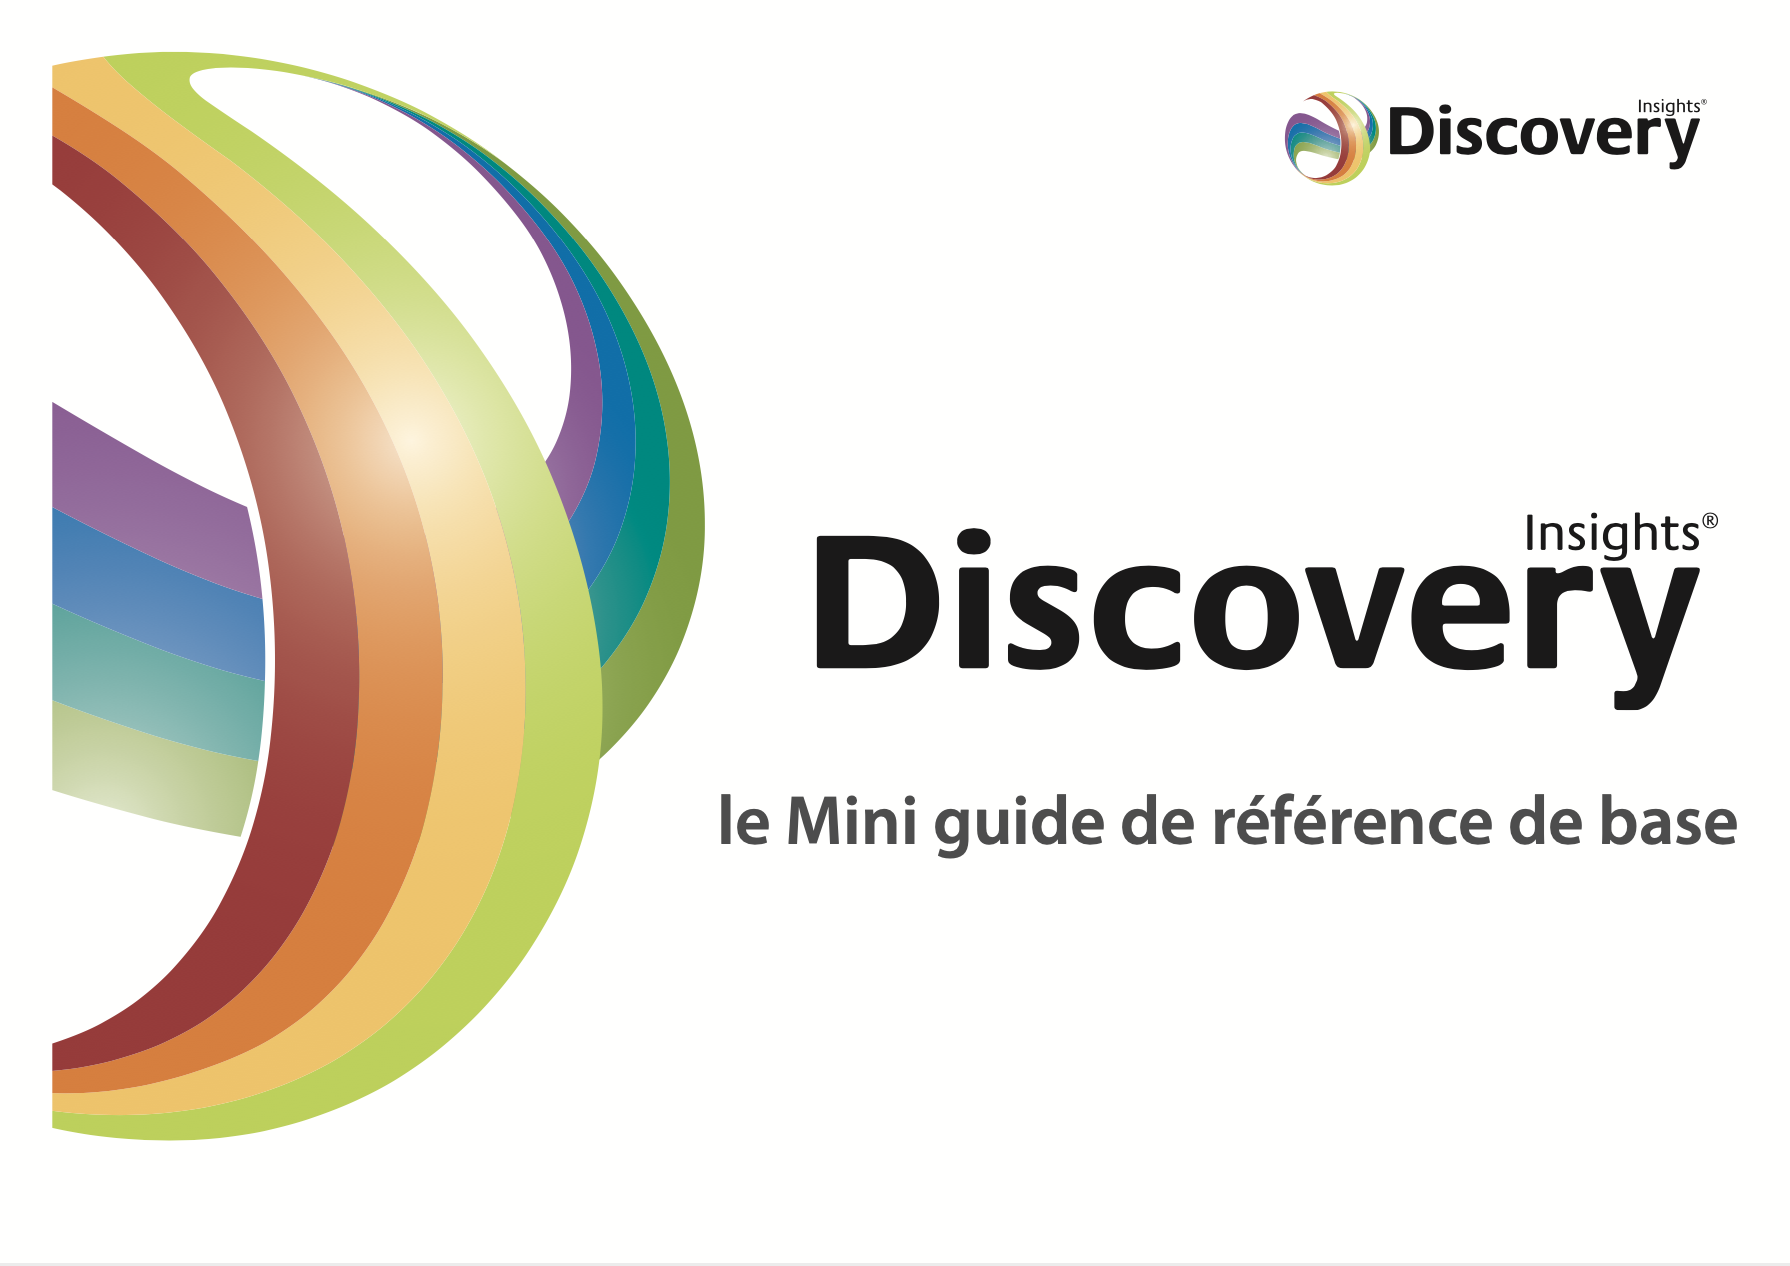 Insights®
Discovery
Insights®
Discovery
le Mini guide de référence de base